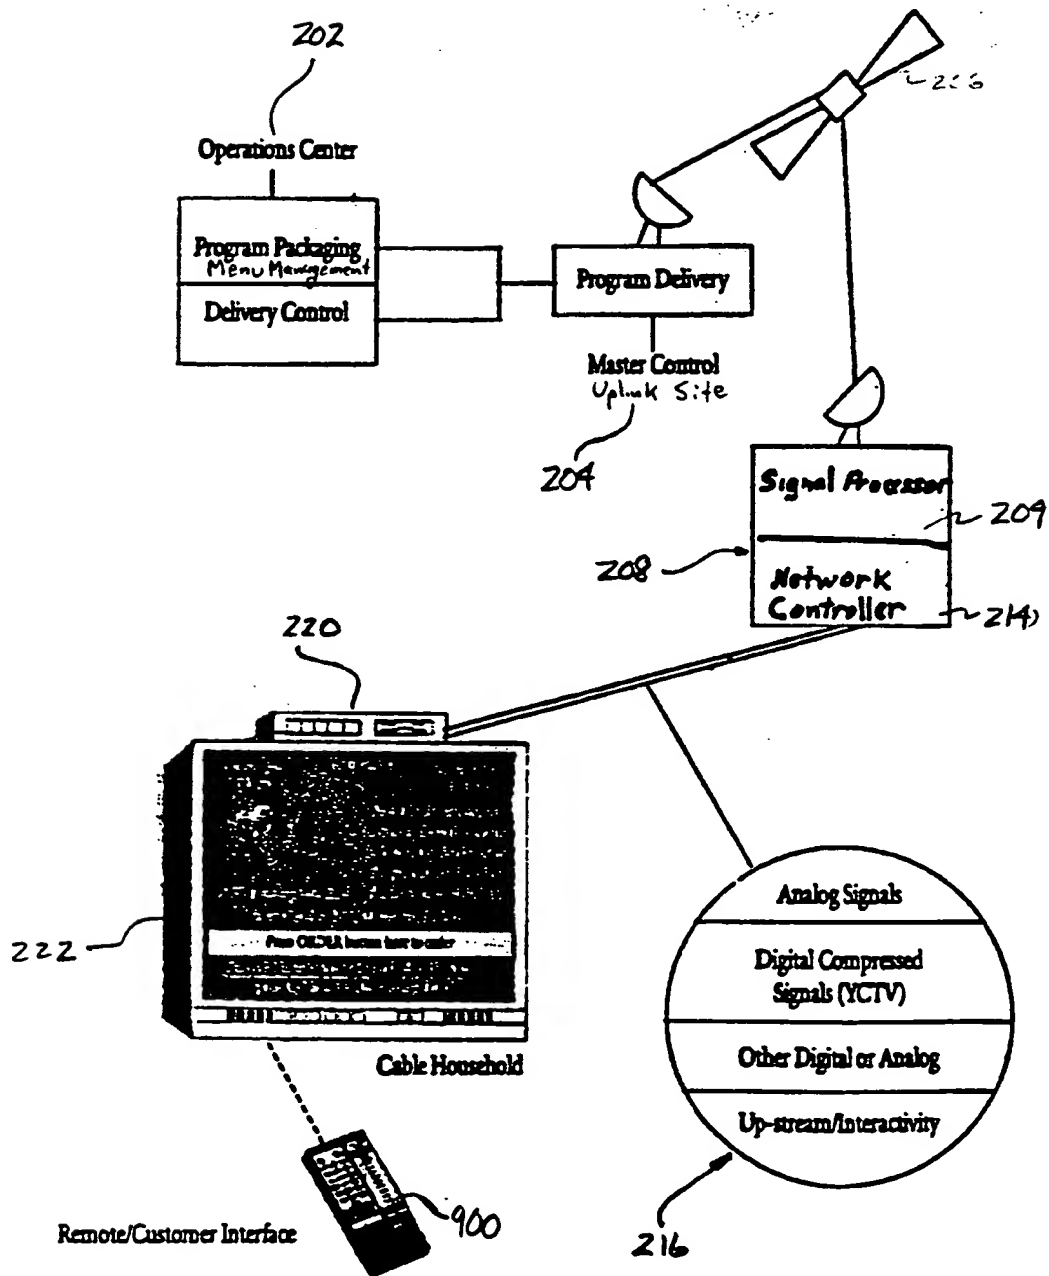 202
Operations Center
Program Packaging
Menu Management
Delivery Control
Program Delivery
Master Control
Uplink Site
204
Signal Processor
209
208
Network
Controller
214
220
222
Press ORDER button now to order
Cable Household
Analog Signals
Digital Compressed
Signals (YCTV)
Other Digital or Analog
Up-stream/Interactivity
216
900
Remote/Customer Interface